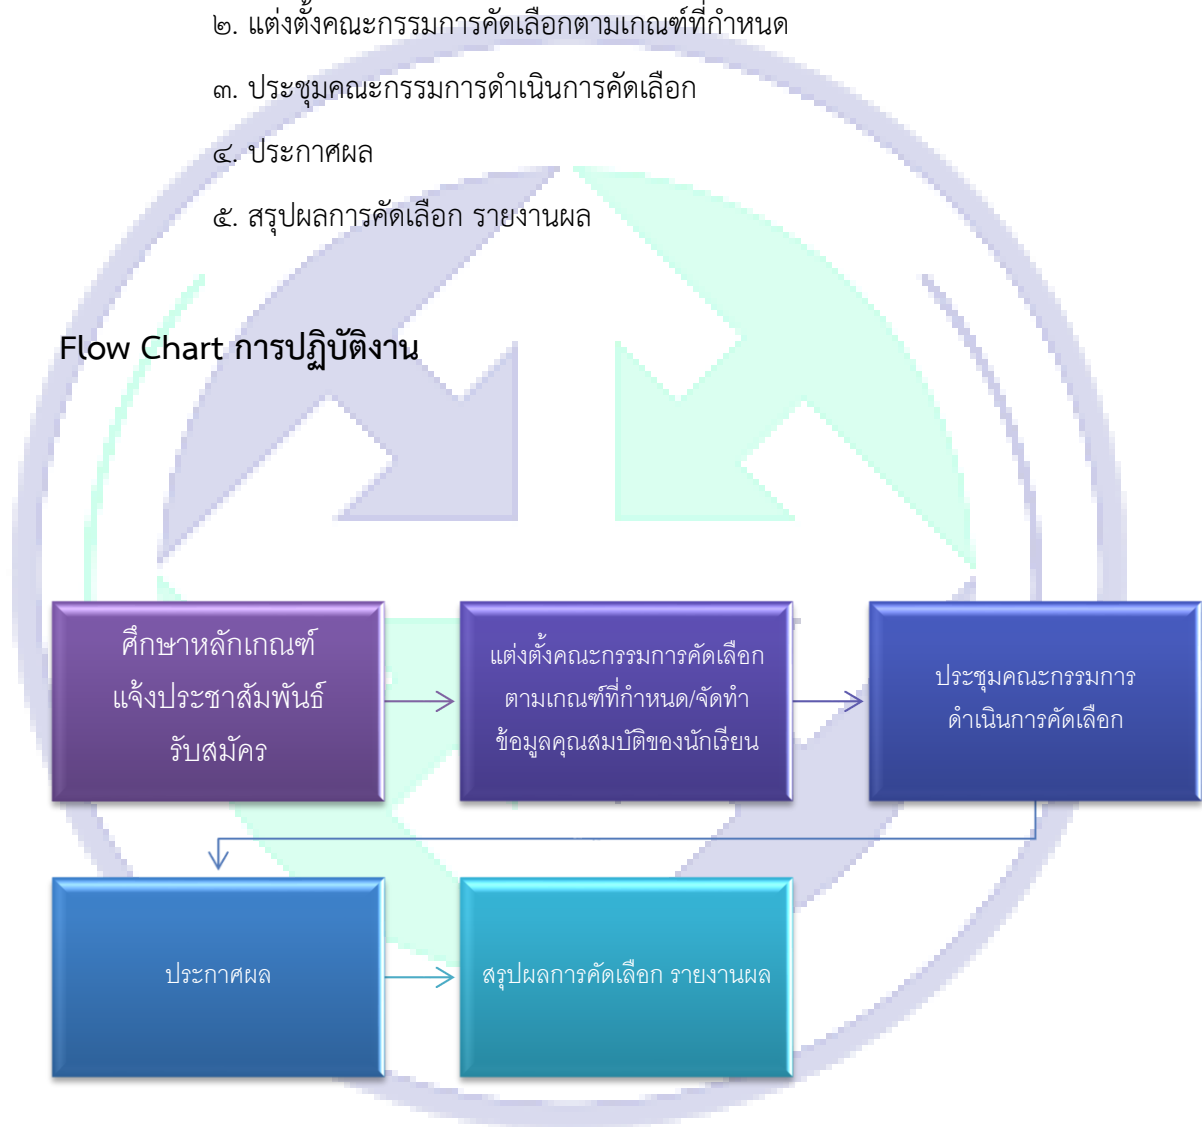 ๒. แต่งตั้งคณะกรรมการคัดเลือกตามเกณฑ์ที่กำหนด
๓. ประชุมคณะกรรมการดำเนินการคัดเลือก
๔. ประกาศผล
๕. สรุปผลการคัดเลือก รายงานผล
Flow Chart การปฏิบัติงาน
ศึกษาหลักเกณฑ์
แจ้งประชาสัมพันธ์
รับสมัคร
แต่งตั้งคณะกรรมการคัดเลือก
ตามเกณฑ์ที่กำหนด/จัดทำ
ข้อมูลคุณสมบัติของนักเรียน
ประชุมคณะกรรมการ
ดำเนินการคัดเลือก
ประกาศผล
สรุปผลการคัดเลือก รายงานผล